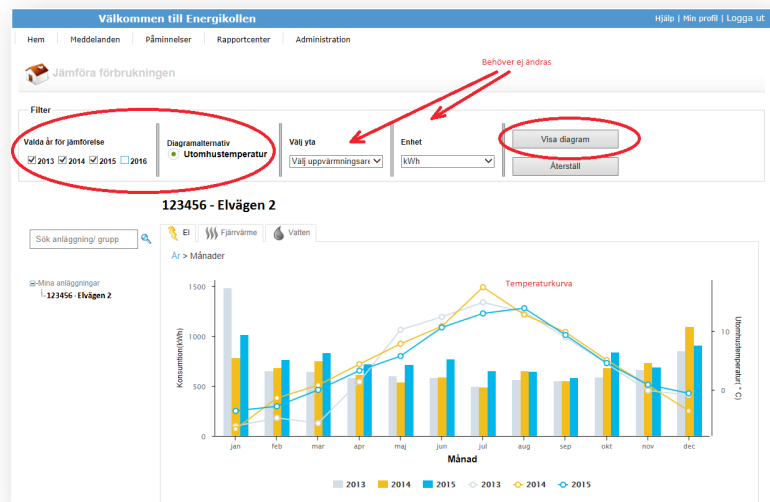 Välkommen till Energikollen
Hjälp | Min profil | Logga ut
Hem Meddelanden Påminnelser Rapportcenter Administration
Jämföra förbrukningen
Behöver ej ändras
Filter
Valda år för jämförelse
2013 2014 2015 2016
Diagramalternativ
Utomhustemperatur
Välj yta
Välj uppvärmningsare
Enhet
kWh
Visa diagram
Återställ
123456 - Elvägen 2
Sök anläggning/ grupp
El Fjärrvärme Vatten
År > Månader
Mina anläggningar
123456 - Elvägen 2
Temperaturkurva
1500
1000
500
0
Konsumtion(kWh)
10
0
Utomhustemperatur( ° C)
jan feb mar apr maj jun jul aug sep okt nov dec
Månad
2013 2014 2015 2013 2014 2015